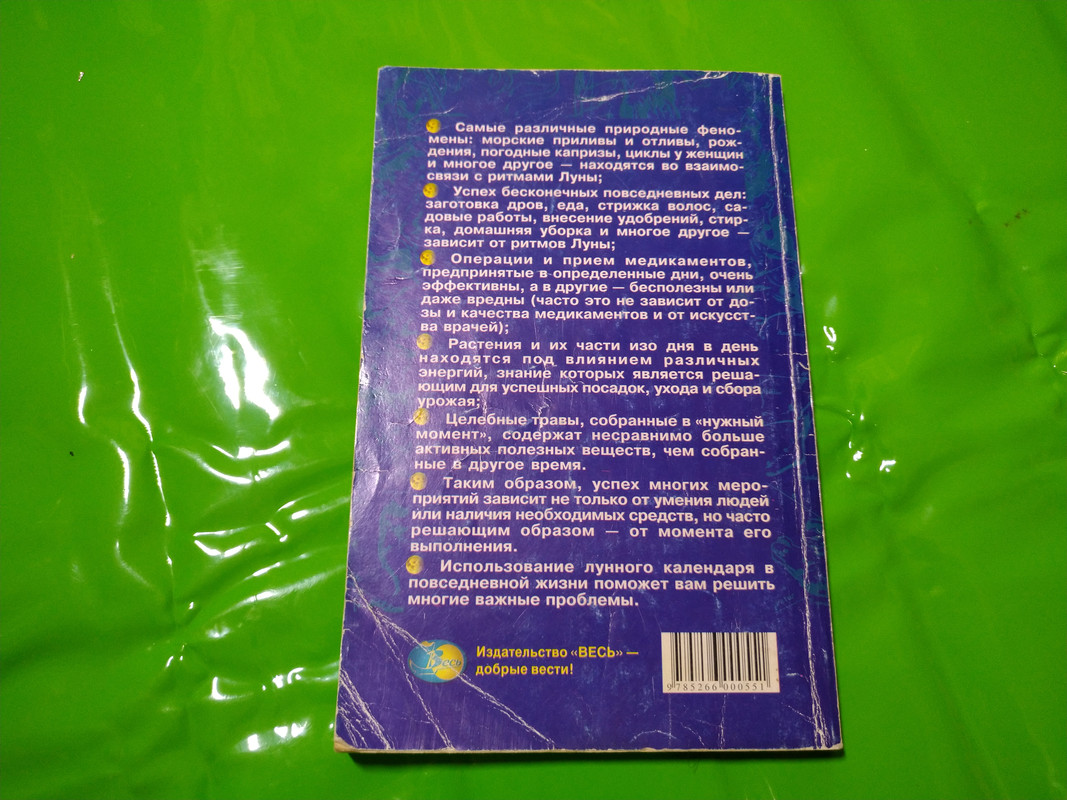 Самые различные природные фено-
мены: морские приливы и отливы, рож-
дения, погодные капризы, циклы у женщин
и многое другое — находятся во взаимо-
связи с ритмами Луны;
Успех бесконечных повседневных дел:
заготовка дров, еда, стрижка волос, са-
довые работы, внесение удобрений, стир-
ка, домашняя уборка и многое другое —
зависит от ритмов Луны;
Операции и прием медикаментов,
предпринятые в определенные дни, очень
эффективны, а в другие — бесполезны или
даже вредны (часто это не зависит от до-
зы и качества медикаментов и от искусст-
ва врачей);
Растения и их части изо дня в день
находятся под влиянием различных
энергий, знание которых является реша-
ющим для успешных посадок, ухода и сбора
урожая;
Целебные травы, собранные в «нужный
момент», содержат несравнимо больше
активных полезных веществ, чем собран-
ные в другое время.
Таким образом, успех многих меро-
приятий зависит не только от умения людей
или наличия необходимых средств, но часто
решающим образом — от момента его
выполнения.
Использование лунного календаря в
повседневной жизни поможет вам решить
многие важные проблемы.
Весь
Издательство «ВЕСЬ» —
добрые вести!
9 785266 000551